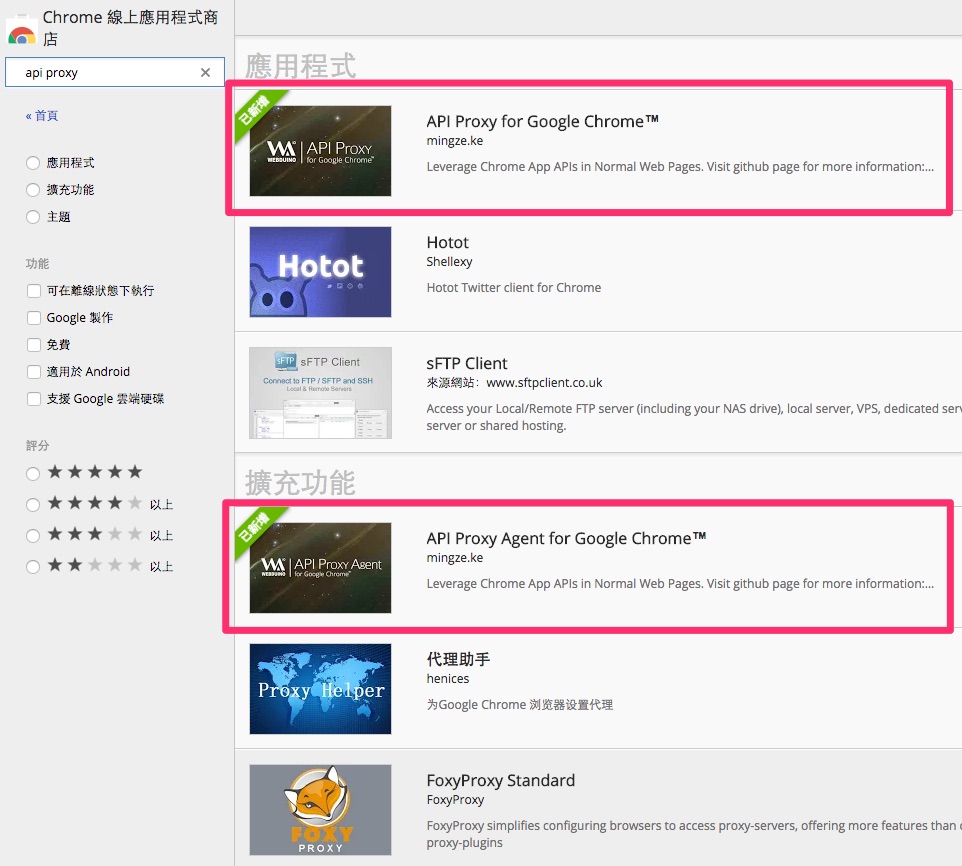 Chrome 線上應用程式商
店
api proxy
« 首頁
應用程式
擴充功能
主題
功能
可在離線狀態下執行
Google 製作
免費
適用於 Android
支援 Google 雲端硬碟
評分
以上
以上
以上
應用程式
已新增
WEBDUINO
API Proxy
for Google Chrome™
API Proxy for Google Chrome™
mingze.ke
Leverage Chrome App APIs in Normal Web Pages. Visit github page for more information:...
Hotot
Hotot
Shellexy
Hotot Twitter client for Chrome
sFTP
sFTP Client
Connect to FTP / SFTP and SSH
Local & Remote Servers
sFTP Client
來源網站: www.sftpclient.co.uk
Access your Local/Remote FTP server (including your NAS drive), local server, VPS, dedicated serv
server or shared hosting.
擴充功能
已新增
WEBDUINO
API Proxy Agent
for Google Chrome™
API Proxy Agent for Google Chrome™
mingze.ke
Leverage Chrome App APIs in Normal Web Pages. Visit github page for more information:...
Proxy Helper
代理助手
henices
为Google Chrome 浏览器设置代理
FOXY
PROXY
FoxyProxy Standard
FoxyProxy
FoxyProxy simplifies configuring browsers to access proxy-servers, offering more features than o
proxy-plugins